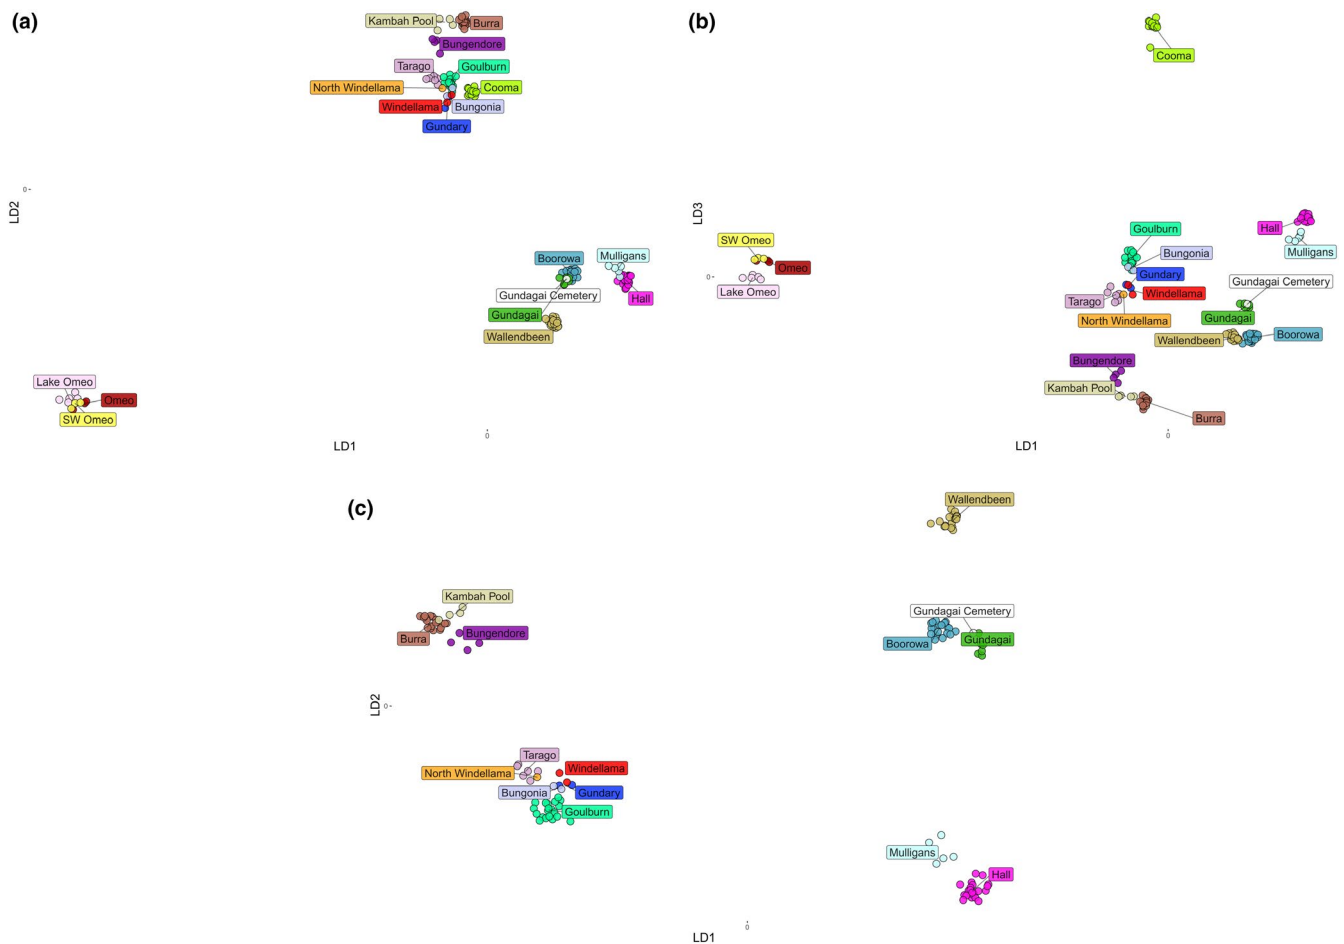 (a)
Kambah Pool
Burra
Bungendore
Tarago
Goulburn
North Windellama
Cooma
Windellama
Bungonia
Gundary
0
LD2
Boorowa
Mulligans
Gundagai Cemetery
Hall
Gundagai
Wallendbeen
Lake Omeo
Omeo
SW Omeo
0
LD1
(b)
Cooma
LD3
0
SW Omeo
Omeo
Lake Omeo
Goulburn
Hall
Bungonia
Mulligans
Gundary
Gundagai Cemetery
Windellama
Tarago
Gundagai
North Windellama
Wallendbeen
Boorowa
Bungendore
Kambah Pool
Burra
0
LD1
(c)
Wallendbeen
Kambah Pool
Burra
Bungendore
Gundagai Cemetery
Boorowa
Gundagai
LD2
0
Tarago
North Windellama
Windellama
Bungonia
Gundary
Goulburn
Mulligans
Hall
0
LD1